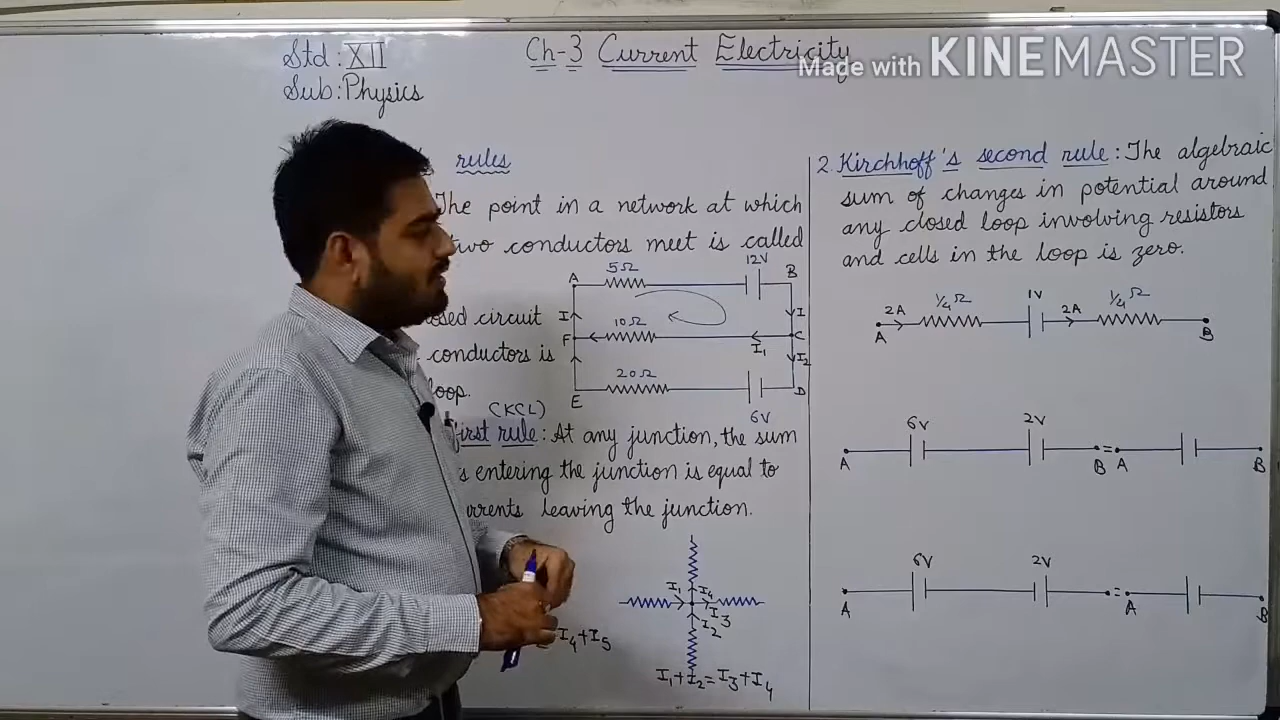 Std : XII
Sub : Physics
Ch-3 Current Electricity
Made with KINEMASTER
rules
The point in a network at which
two conductors meet is called
closed circuit
conductors is
loop.
A 5Ω 12V B
I I
F 10Ω I₁ C
I₂
E 20Ω 6V D
(KCL)
First rule : At any junction, the sum
entering the junction is equal to
leaving the junction.
I₁ I₄
I₃
I₂
I₄+I₅
I₁+I₂=I₃+I₄
2. Kirchhoff's second rule : The algebraic
sum of changes in potential around
any closed loop involving resistors
and cells in the loop is zero.
2A ¼Ω 1V 2A ¼Ω
A B
6V 2V
A B = A B
6V 2V
A = A B